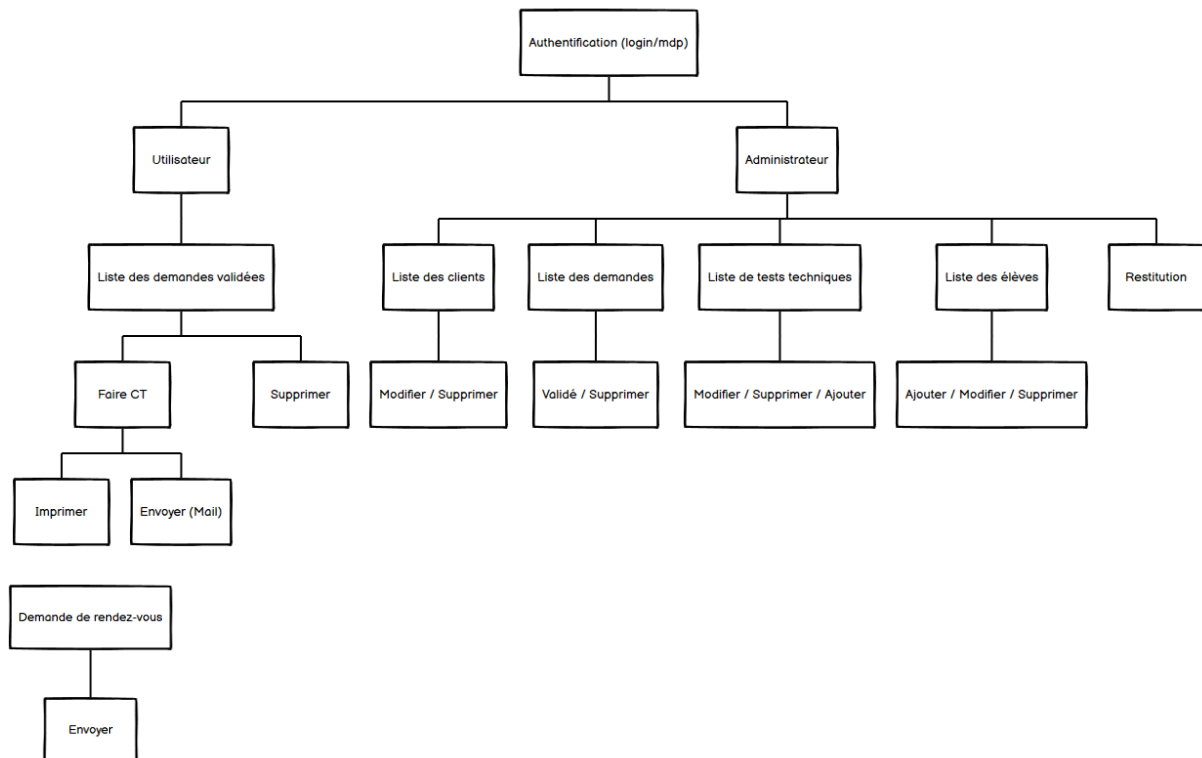 Authentification (login/mdp)
Utilisateur
Administrateur
Liste des demandes validées
Liste des clients
Liste des demandes
Liste de tests techniques
Liste des élèves
Restitution
Faire CT
Supprimer
Modifier / Supprimer
Validé / Supprimer
Modifier / Supprimer / Ajouter
Ajouter / Modifier / Supprimer
Imprimer
Envoyer (Mail)
Demande de rendez-vous
Envoyer